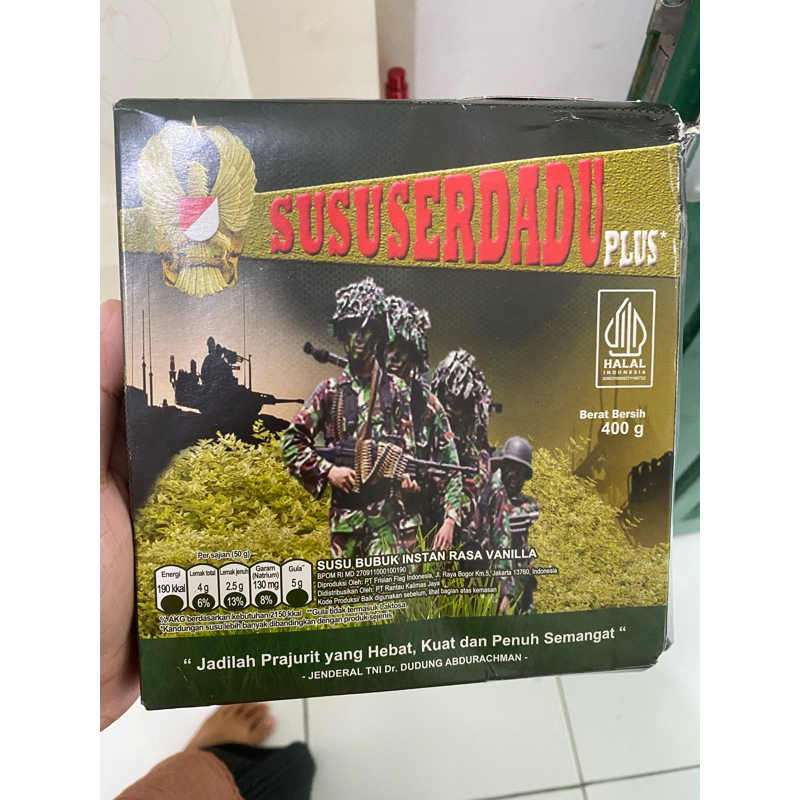 SUSU SERDADU
PLUS*
HALAL
INDONESIA
Berat Bersih
400 g
Per sajian (50 g)
Energi
190 kkal
Lemak total
4 g
6%
Lemak jenuh
2.5 g
13%
Garam
(Natrium)
130 mg
8%
Gula**
5 g
SUSU BUBUK INSTAN RASA VANILLA
BPOM RI MD 270911000100190
Diproduksi Oleh: PT Frisian Flag Indonesia, Jl. Raya Bogor Km.5, Jakarta 13760, Indonesia
Didistribusikan Oleh: PT Rantau Kalimas Jaya
Kode Produksi/ Baik digunakan sebelum, lihat bagian atas kemasan
% AKG berdasarkan kebutuhan 2150 kkal **Gula tidak termasuk Laktosa
*Kandungan susu lebih banyak dibandingkan dengan produk sejenis
“ Jadilah Prajurit yang Hebat, Kuat dan Penuh Semangat “
- JENDERAL TNI Dr. DUDUNG ABDURACHMAN -